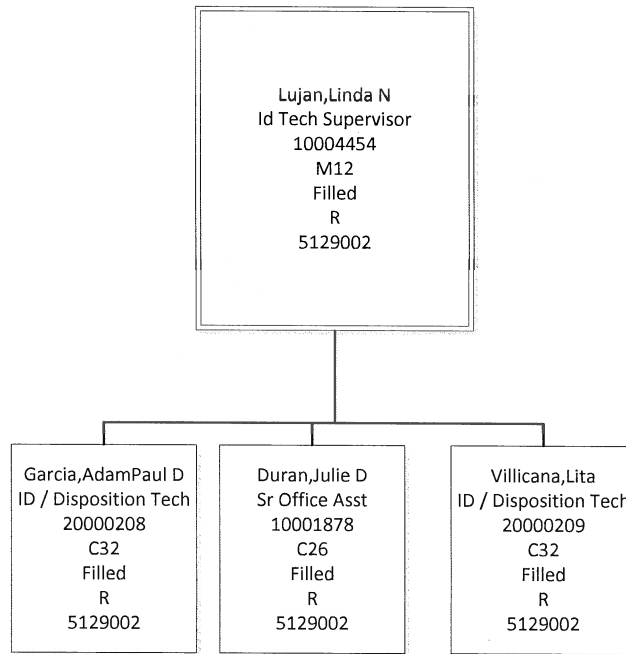 Lujan,Linda N
Id Tech Supervisor
10004454
M12
Filled
R
5129002
Garcia,AdamPaul D
ID / Disposition Tech
20000208
C32
Filled
R
5129002
Duran,Julie D
Sr Office Asst
10001878
C26
Filled
R
5129002
Villicana,Lita
ID / Disposition Tech
20000209
C32
Filled
R
5129002